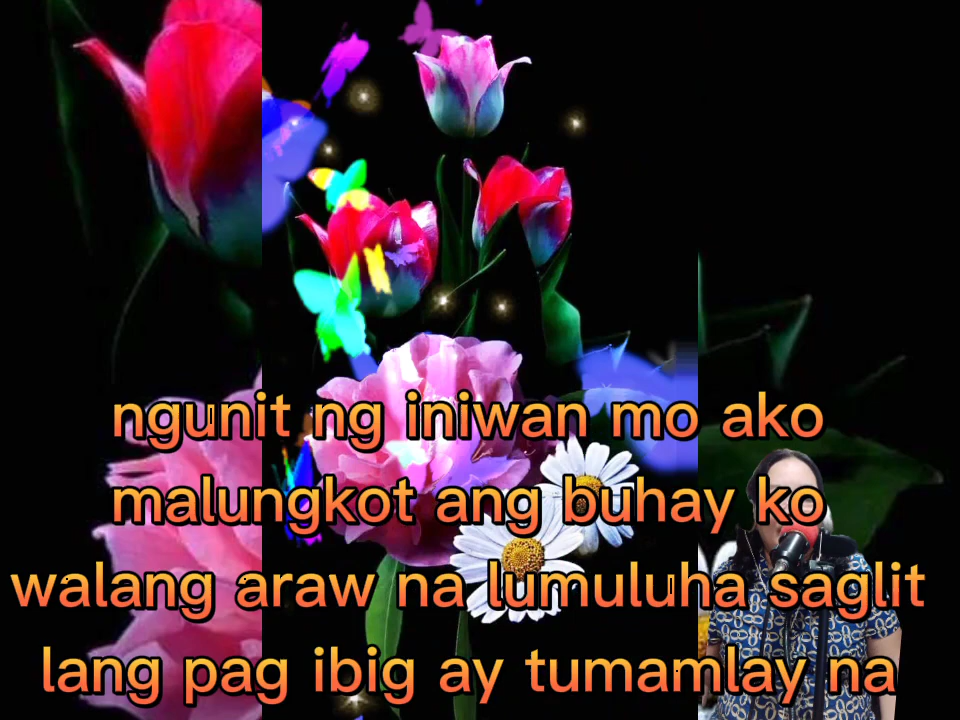 ngunit ng iniwan mo ako
malungkot ang buhay ko
walang araw na lumuluha saglit
lang pag ibig ay tumamlay na